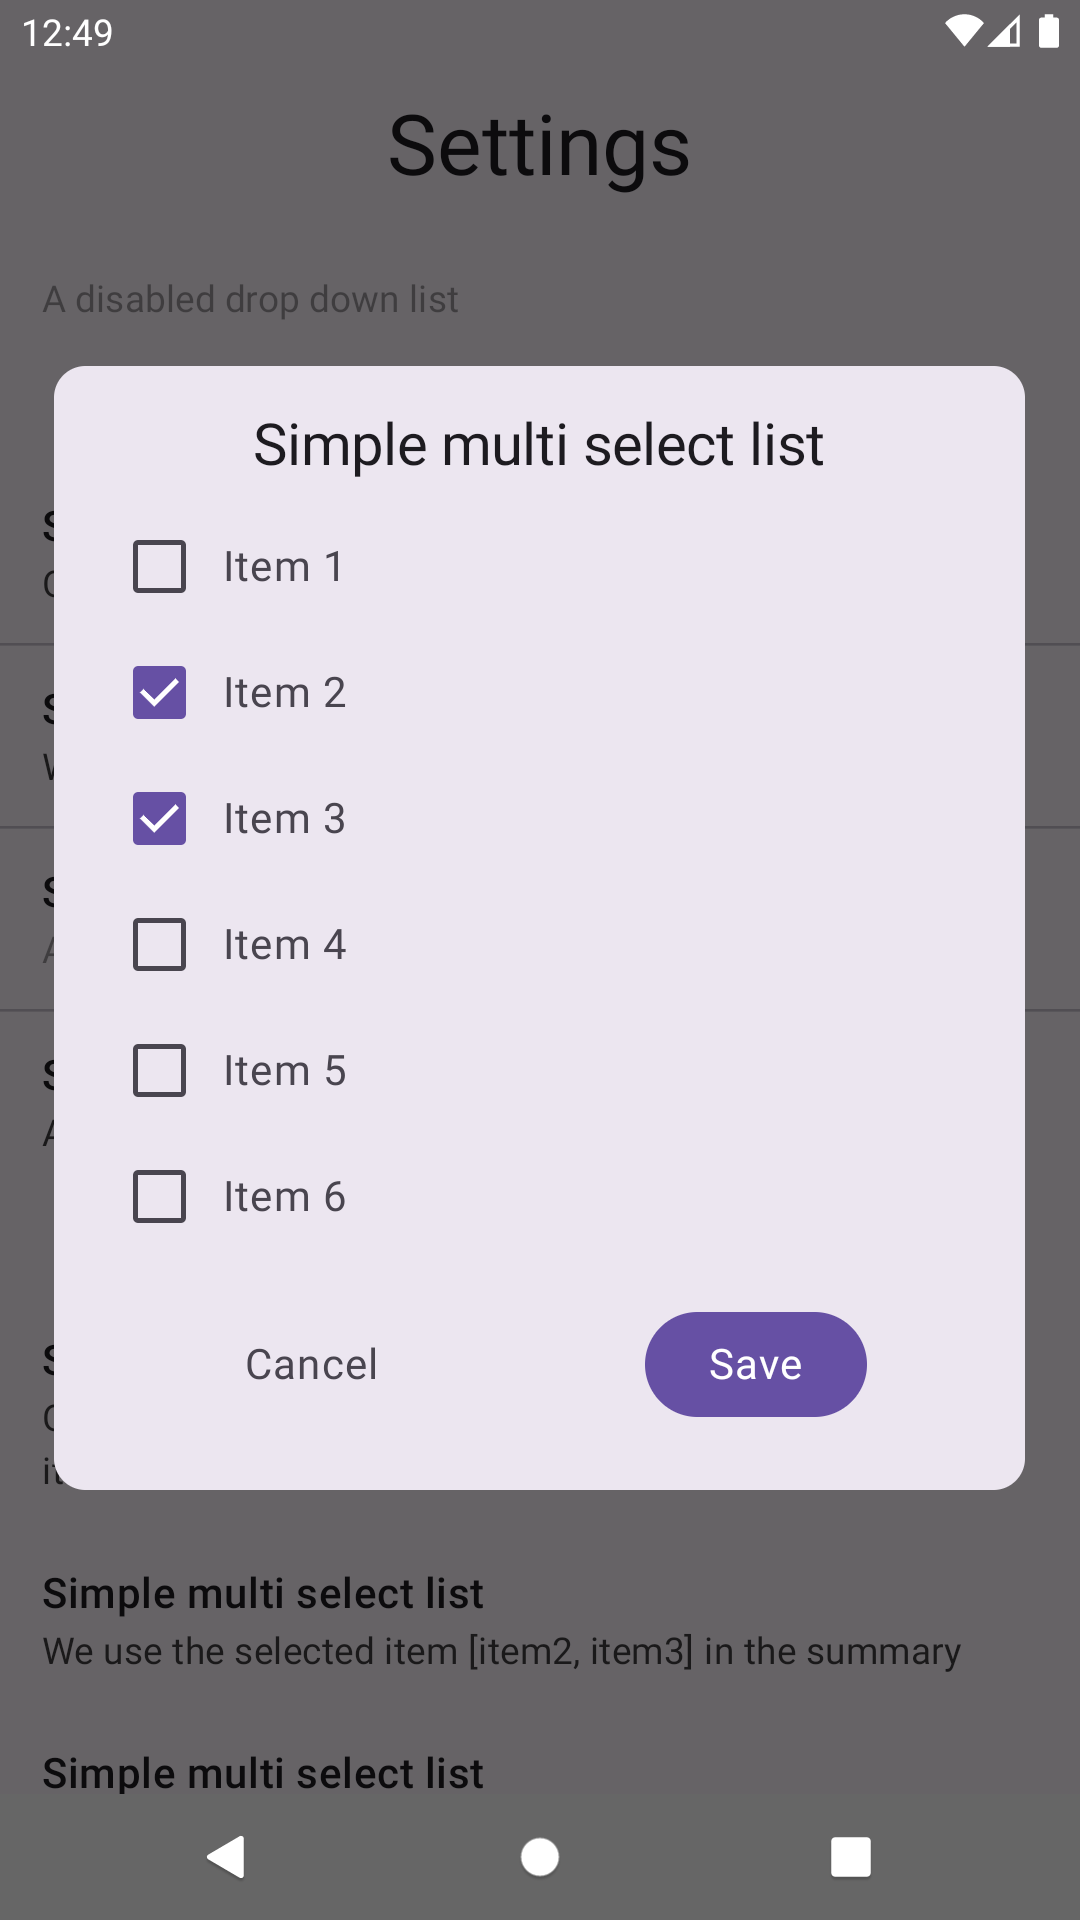 12:49
Settings
A disabled drop down list
Simple multi select list
Item 1
Item 2
Item 3
Item 4
Item 5
Item 6
Cancel
Save
Simple multi select list
We use the selected item [item2, item3] in the summary
Simple multi select list